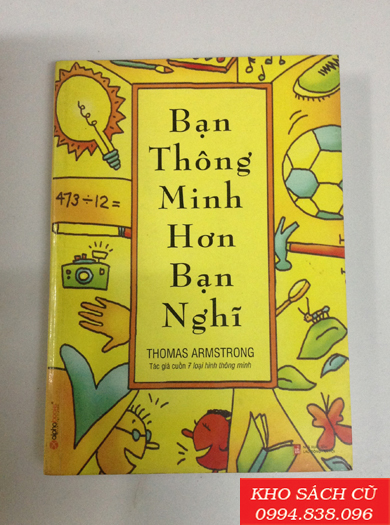 473÷12=
Bạn
Thông
Minh
Hơn
Bạn
Nghĩ
THOMAS ARMSTRONG
Tác giả cuốn 7 loại hình thông minh
alphabooks
KHO SÁCH CŨ
0994.838.096